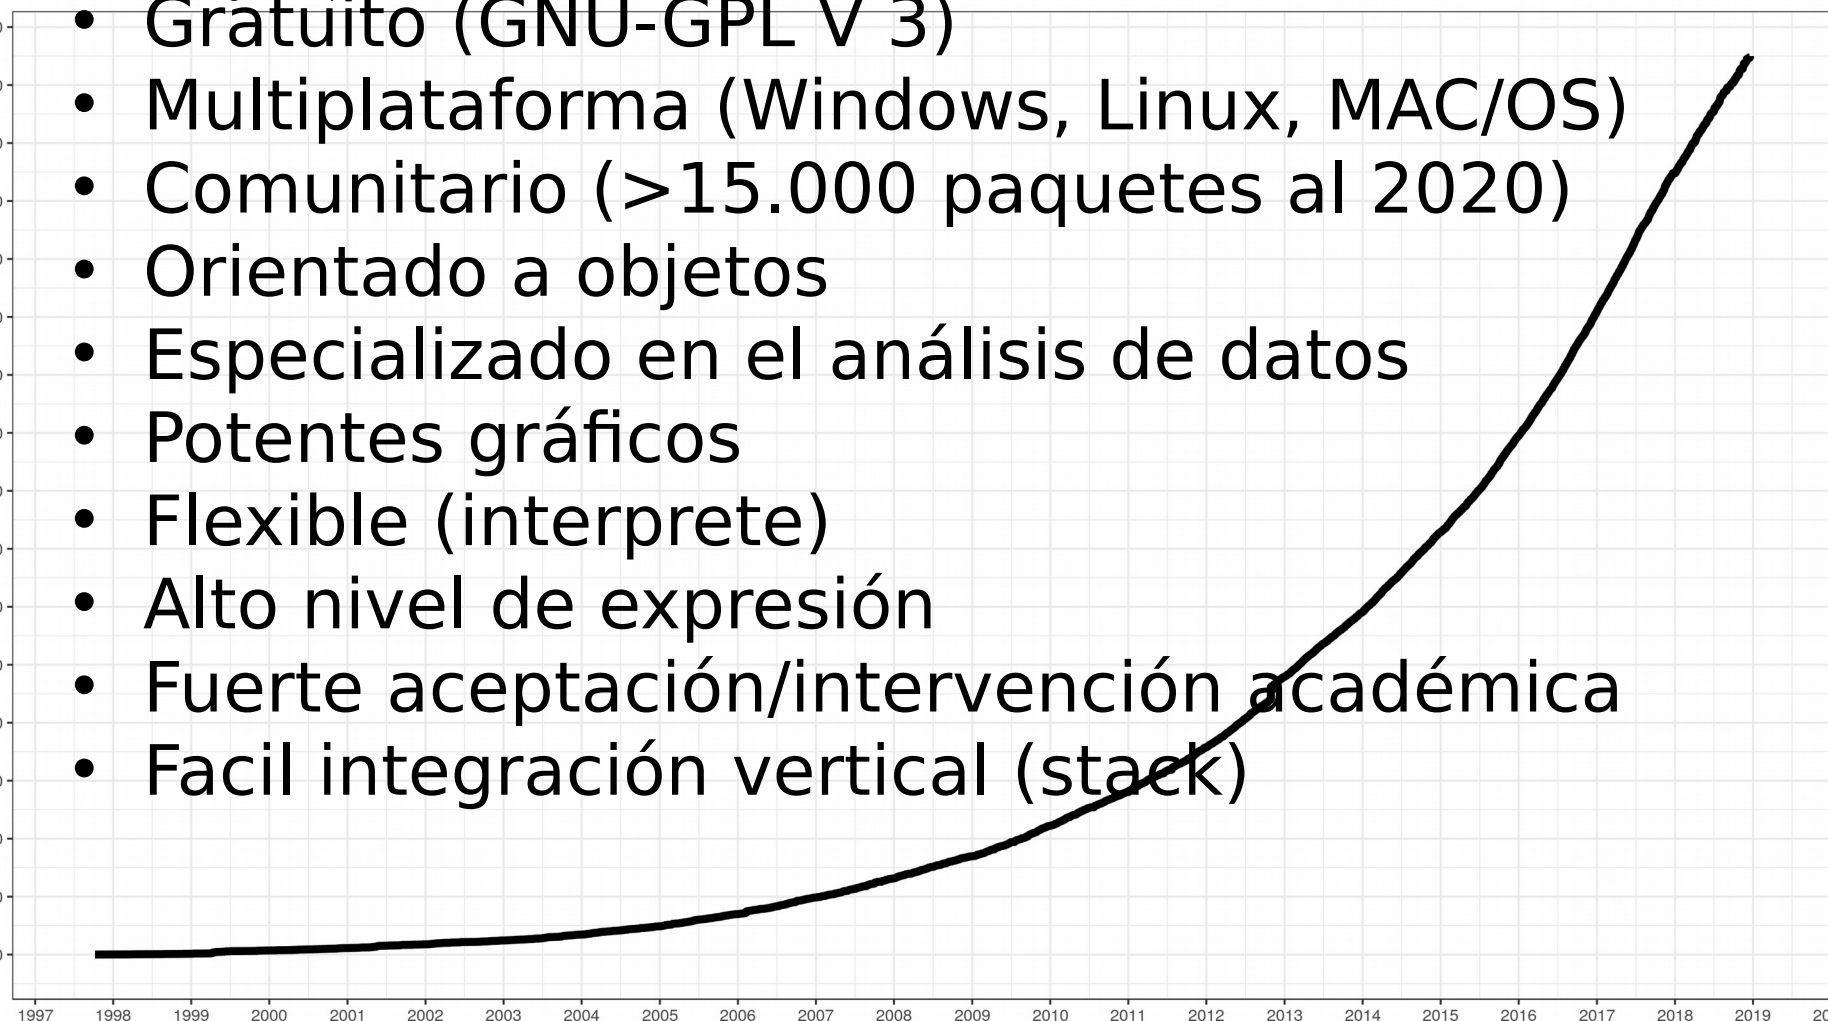 • Gratuito (GNU-GPL V 3)
• Multiplataforma (Windows, Linux, MAC/OS)
• Comunitario (>15.000 paquetes al 2020)
• Orientado a objetos
• Especializado en el análisis de datos
• Potentes gráficos
• Flexible (interprete)
• Alto nivel de expresión
• Fuerte aceptación/intervención académica
• Facil integración vertical (stack)
1997 1998 1999 2000 2001 2002 2003 2004 2005 2006 2007 2008 2009 2010 2011 2012 2013 2014 2015 2016 2017 2018 2019